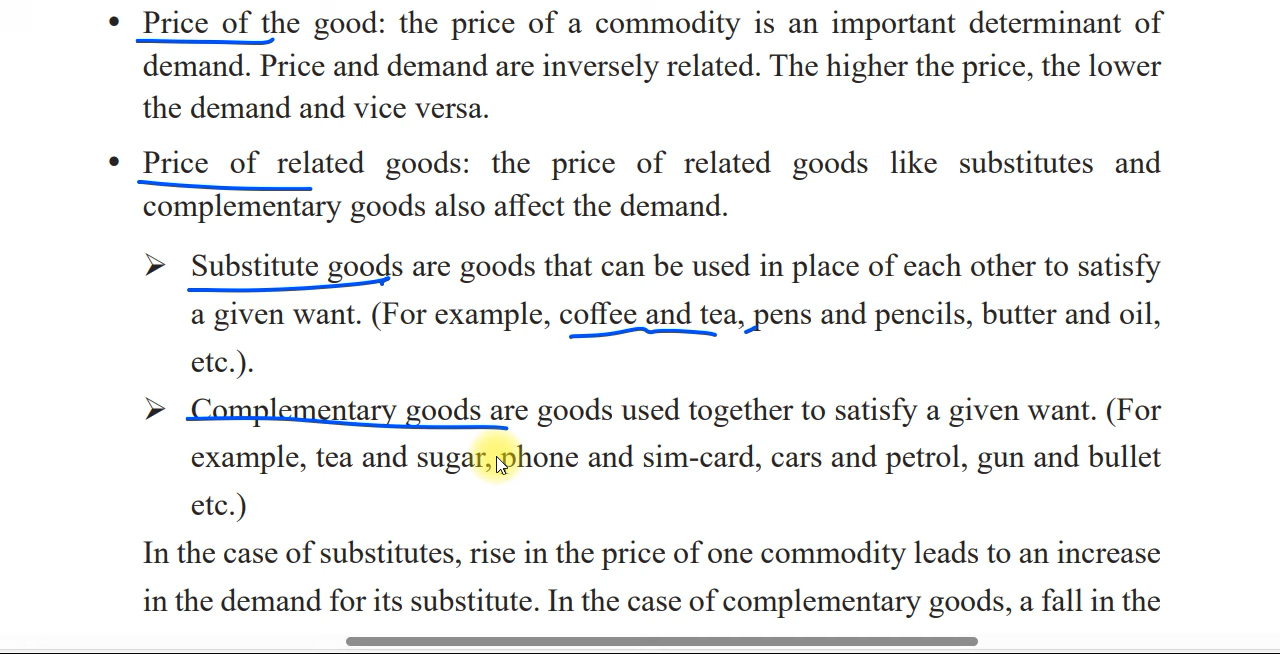 • Price of the good: the price of a commodity is an important determinant of
demand. Price and demand are inversely related. The higher the price, the lower
the demand and vice versa.
• Price of related goods: the price of related goods like substitutes and
complementary goods also affect the demand.
➢ Substitute goods are goods that can be used in place of each other to satisfy
a given want. (For example, coffee and tea, pens and pencils, butter and oil,
etc.).
➢ Complementary goods are goods used together to satisfy a given want. (For
example, tea and sugar, phone and sim-card, cars and petrol, gun and bullet
etc.)
In the case of substitutes, rise in the price of one commodity leads to an increase
in the demand for its substitute. In the case of complementary goods, a fall in the